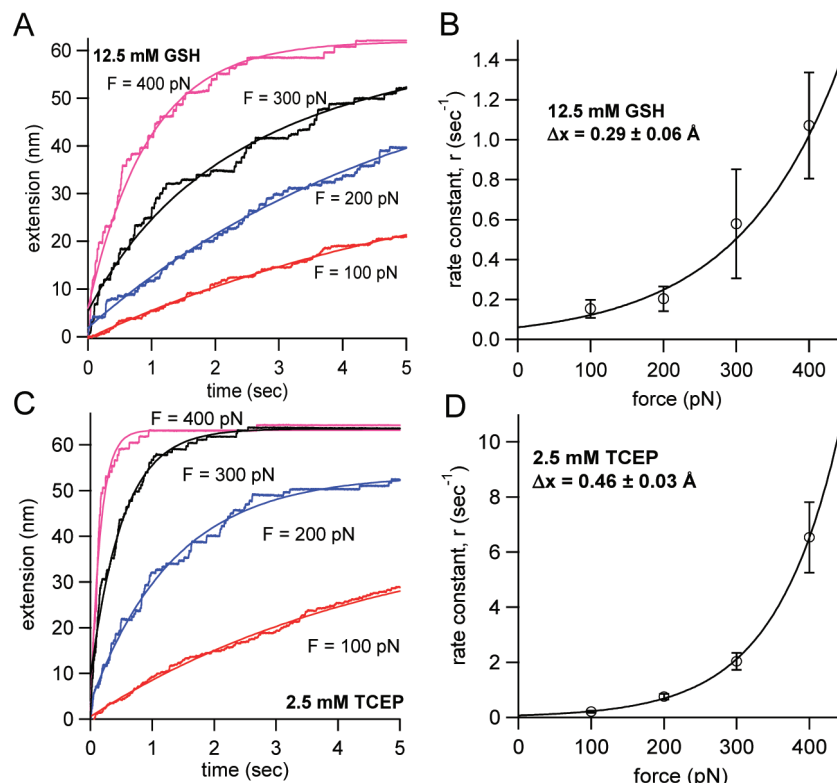 A
12.5 mM GSH
F = 400 pN
F = 300 pN
F = 200 pN
F = 100 pN
extension (nm)
60
50
40
30
20
10
0
0
1
2
3
4
5
time (sec)
B
12.5 mM GSH
Δx = 0.29 ± 0.06 Å
rate constant, r (sec⁻¹)
1.4
1.2
1.0
0.8
0.6
0.4
0.2
0.0
0
100
200
300
400
force (pN)
C
F = 400 pN
F = 300 pN
F = 200 pN
F = 100 pN
2.5 mM TCEP
extension (nm)
60
50
40
30
20
10
0
0
1
2
3
4
5
time (sec)
D
2.5 mM TCEP
Δx = 0.46 ± 0.03 Å
rate constant, r (sec⁻¹)
10
8
6
4
2
0
0
100
200
300
400
force (pN)